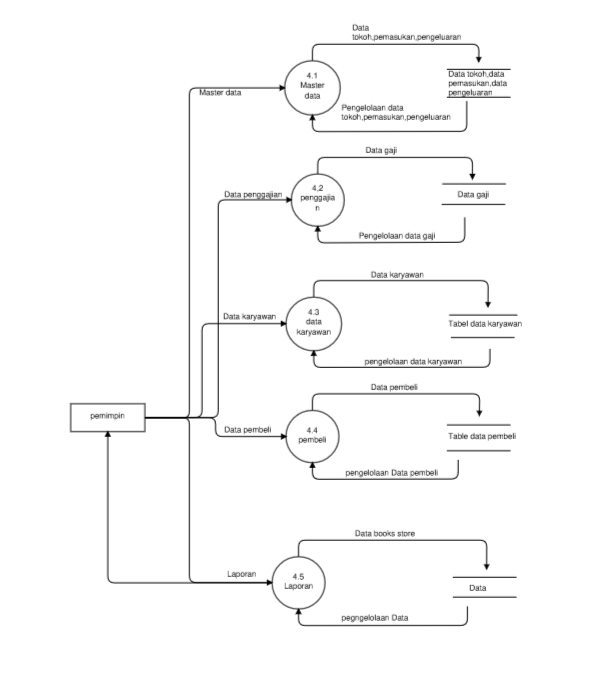 Data
tokoh,pemasukan,pengeluaran
4.1
Master
data
Data tokoh,data
pemasukan,data
pengeluaran
Master data
Pengelolaan data
tokoh,pemasukan,pengeluaran
Data gaji
4.2
penggajia
n
Data penggajian
Data gaji
Pengelolaan data gaji
Data karyawan
4.3
data
karyawan
Data karyawan
Tabel data karyawan
pengelolaan data karyawan
Data pembeli
pemimpin
4.4
pembeli
Data pembeli
Table data pembeli
pengelolaan Data pembeli
Data books store
4.5
Laporan
Laporan
Data
pegngelolaan Data